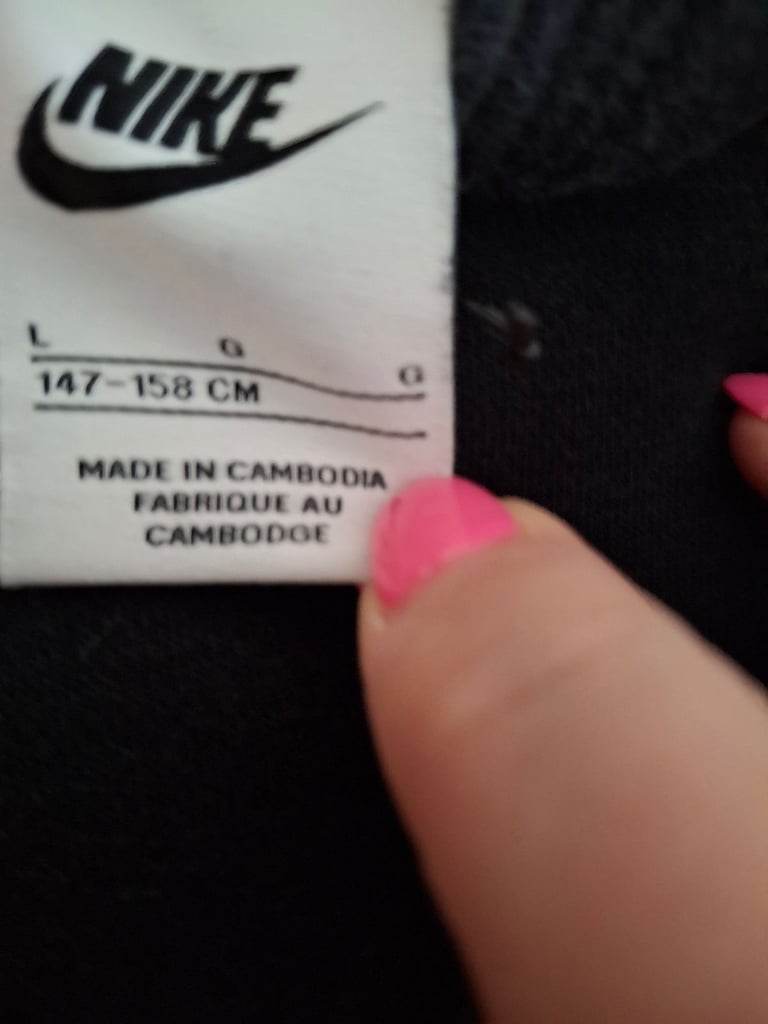 NIKE
L G G
147-158 CM
MADE IN CAMBODIA
FABRIQUE AU
CAMBODGE